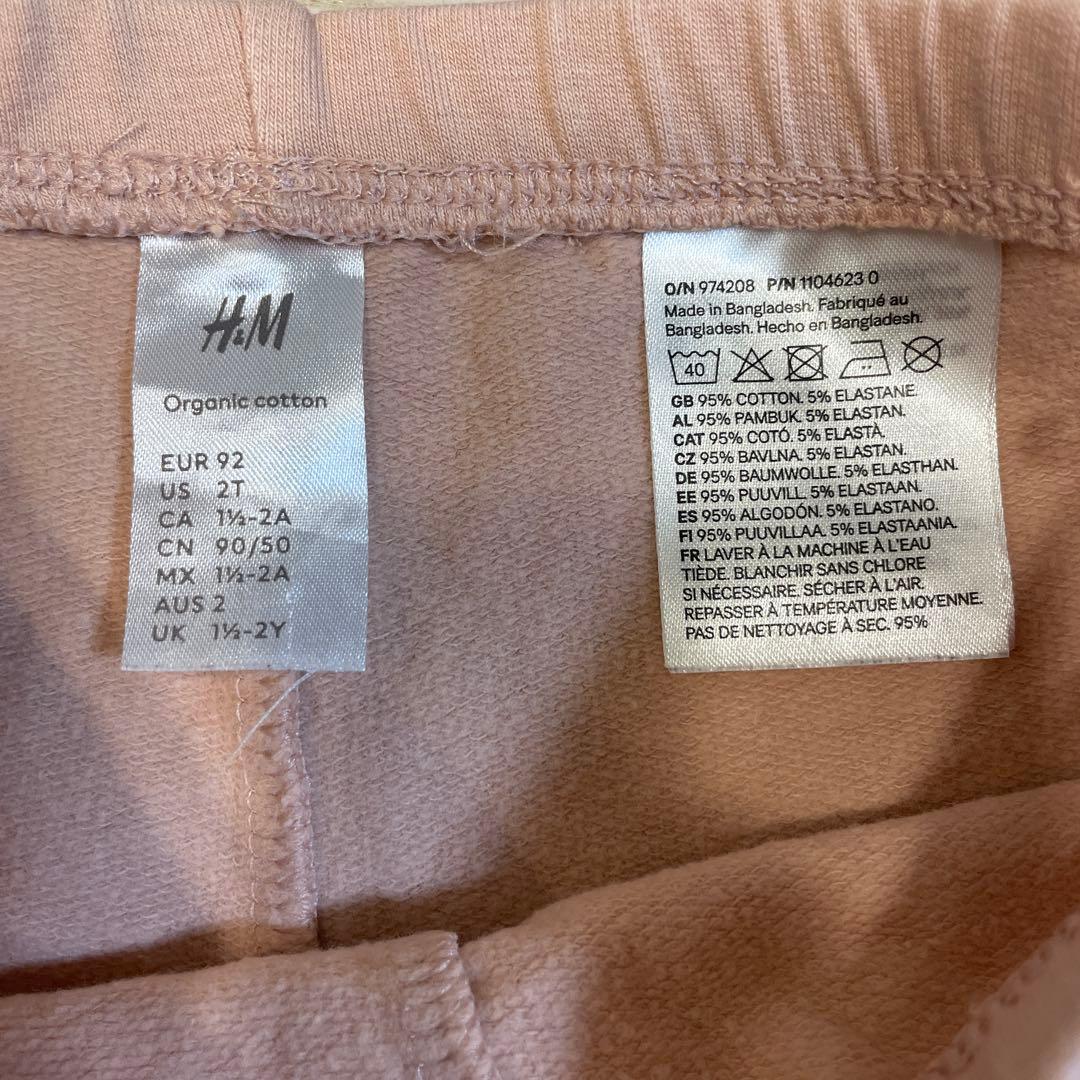 H&M
Organic cotton
EUR 92
US 2T
CA 1½-2A
CN 90/50
MX 1½-2A
AUS 2
UK 1½-2Y
O/N 974208 P/N 1104623 0
Made in Bangladesh. Fabriqué au
Bangladesh. Hecho en Bangladesh.
40
GB 95% COTTON. 5% ELASTANE.
AL 95% PAMBUK. 5% ELASTAN.
CAT 95% COTÓ. 5% ELASTÀ.
CZ 95% BAVLNA. 5% ELASTAN.
DE 95% BAUMWOLLE. 5% ELASTHAN.
EE 95% PUUVILL. 5% ELASTAAN.
ES 95% ALGODÓN. 5% ELASTANO.
FI 95% PUUVILLAA. 5% ELASTAANIA.
FR LAVER À LA MACHINE À L'EAU
TIÈDE. BLANCHIR SANS CHLORE
SI NÉCESSAIRE. SÉCHER À L'AIR.
REPASSER À TEMPÉRATURE MOYENNE.
PAS DE NETTOYAGE À SEC. 95%